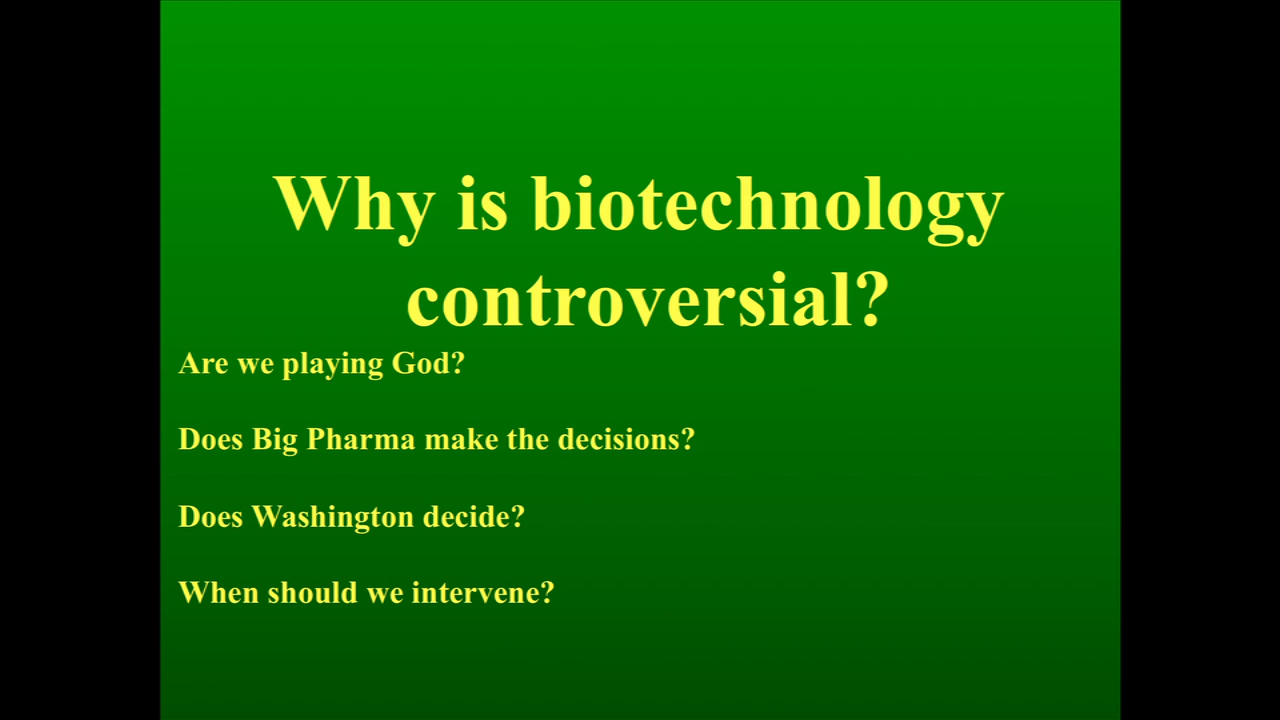 Why is biotechnology
controversial?
Are we playing God?
Does Big Pharma make the decisions?
Does Washington decide?
When should we intervene?